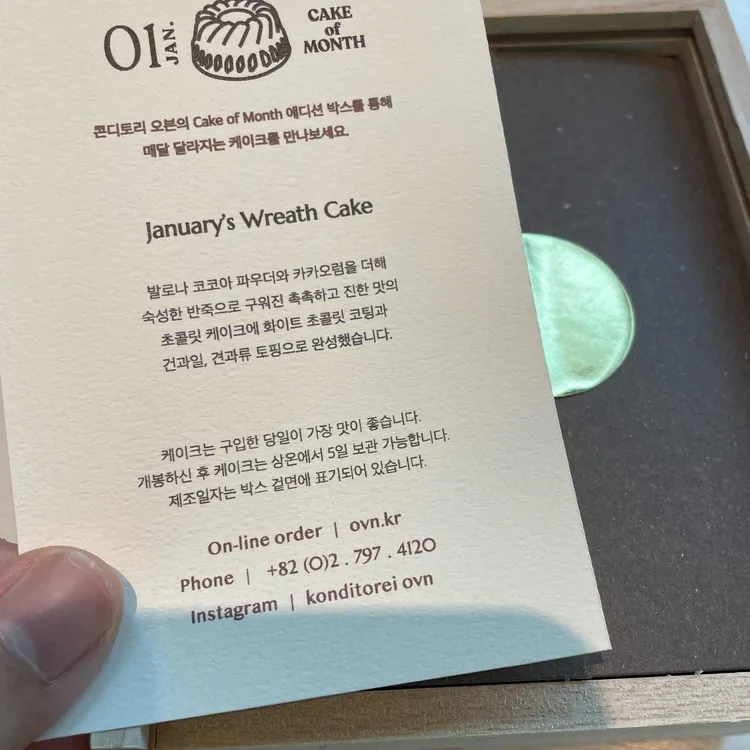 01 JAN.
CAKE
of
MONTH
콘디토리 오븐의 Cake of Month 에디션 박스를 통해
매달 달라지는 케이크를 만나보세요.
January's Wreath Cake
발로나 코코아 파우더와 카카오럼을 더해
숙성한 반죽으로 구워진 촉촉하고 진한 맛의
초콜릿 케이크에 화이트 초콜릿 코팅과
건과일, 견과류 토핑으로 완성했습니다.
케이크는 구입한 당일이 가장 맛이 좋습니다.
개봉하신 후 케이크는 상온에서 5일 보관 가능합니다.
제조일자는 박스 겉면에 표기되어 있습니다.
On-line order | ovn.kr
Phone | +82 (0)2 . 797 . 4120
Instagram | konditorei ovn